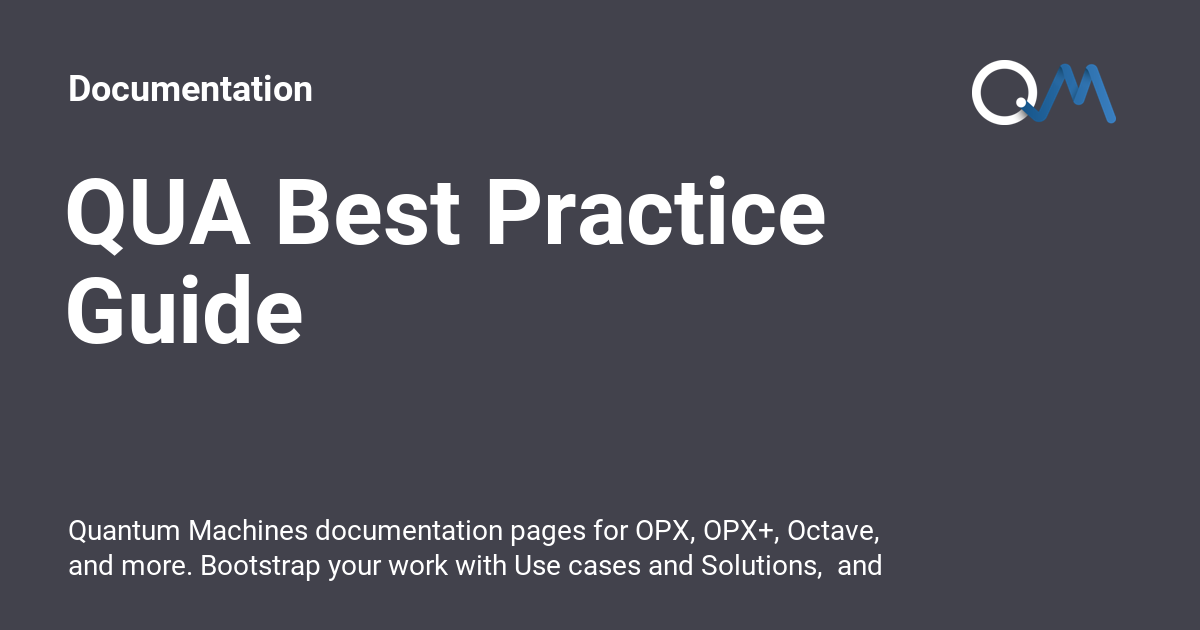 Documentation
QM
QUA Best Practice
Guide
Quantum Machines documentation pages for OPX, OPX+, Octave,
and more. Bootstrap your work with Use cases and Solutions,  and